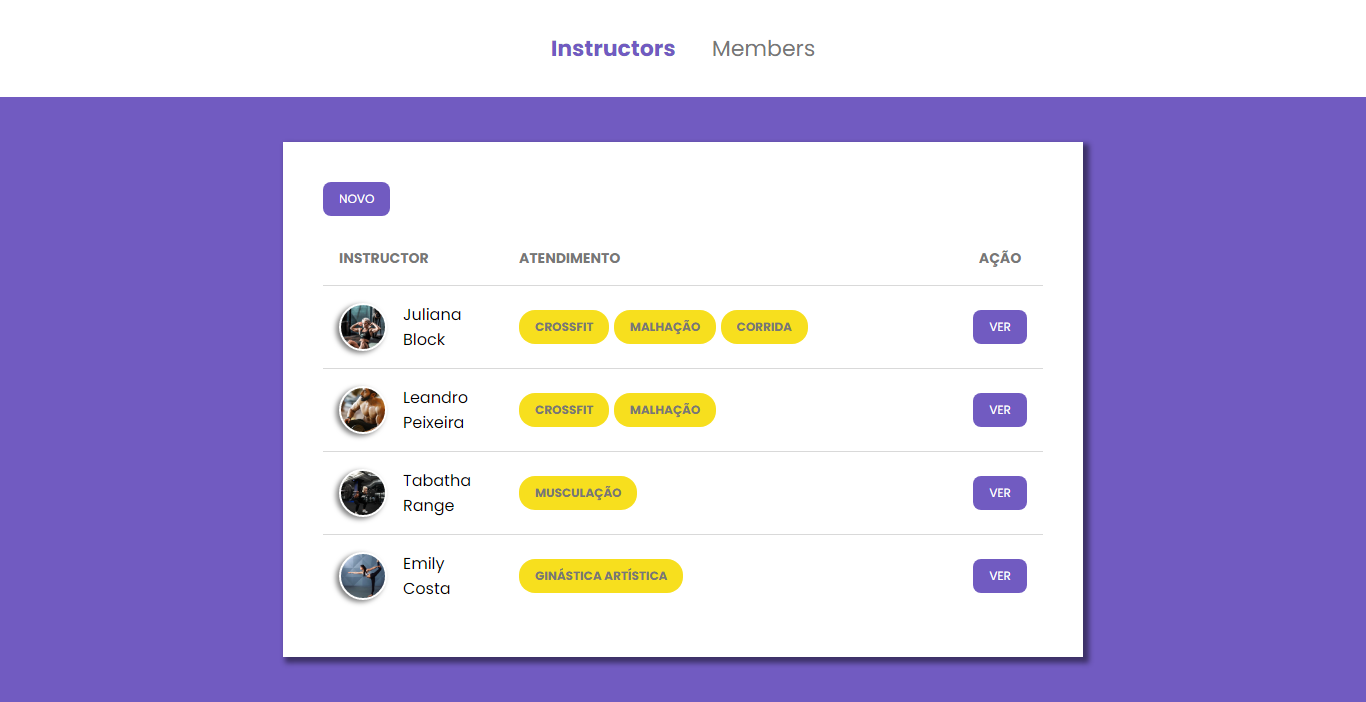 Instructors Members
NOVO
INSTRUCTOR ATENDIMENTO AÇÃO
Juliana
Block
CROSSFIT MALHAÇÃO CORRIDA VER
Leandro
Peixeira
CROSSFIT MALHAÇÃO VER
Tabatha
Range
MUSCULAÇÃO VER
Emily
Costa
GINÁSTICA ARTÍSTICA VER